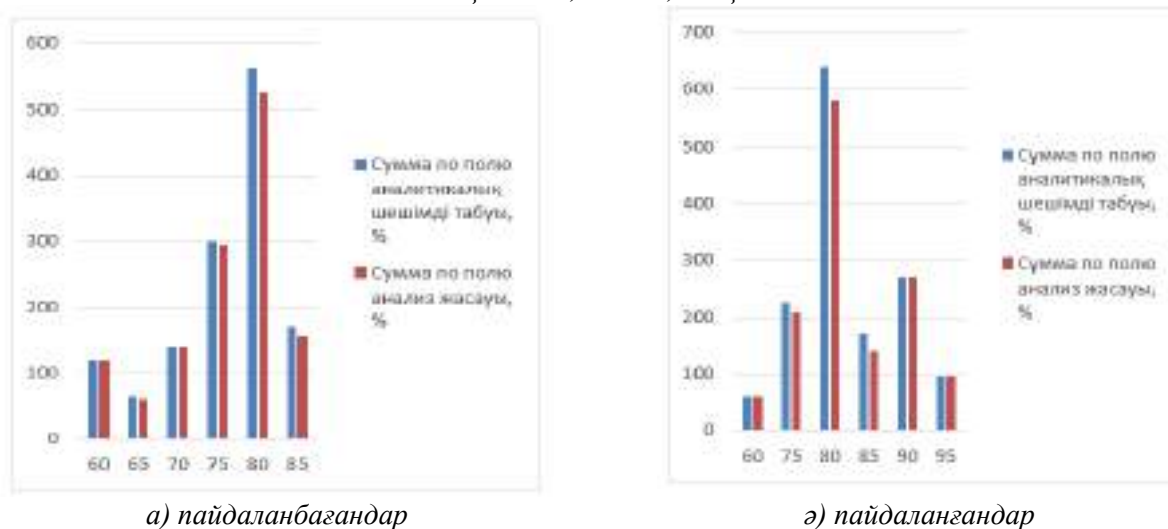 600
500
400
300
200
100
0
60 65 70 75 80 85
Сумма по полю
аналитикалық
шешімді табуы,
%
Сумма по полю
анализ жасауы,
%
а) пайдаланбағандар
700
600
500
400
300
200
100
0
60 75 80 85 90 95
Сумма по полю
аналитикалық
шешімді табуы,
%
Сумма по полю
анализ жасауы,
%
ә) пайдаланғандар